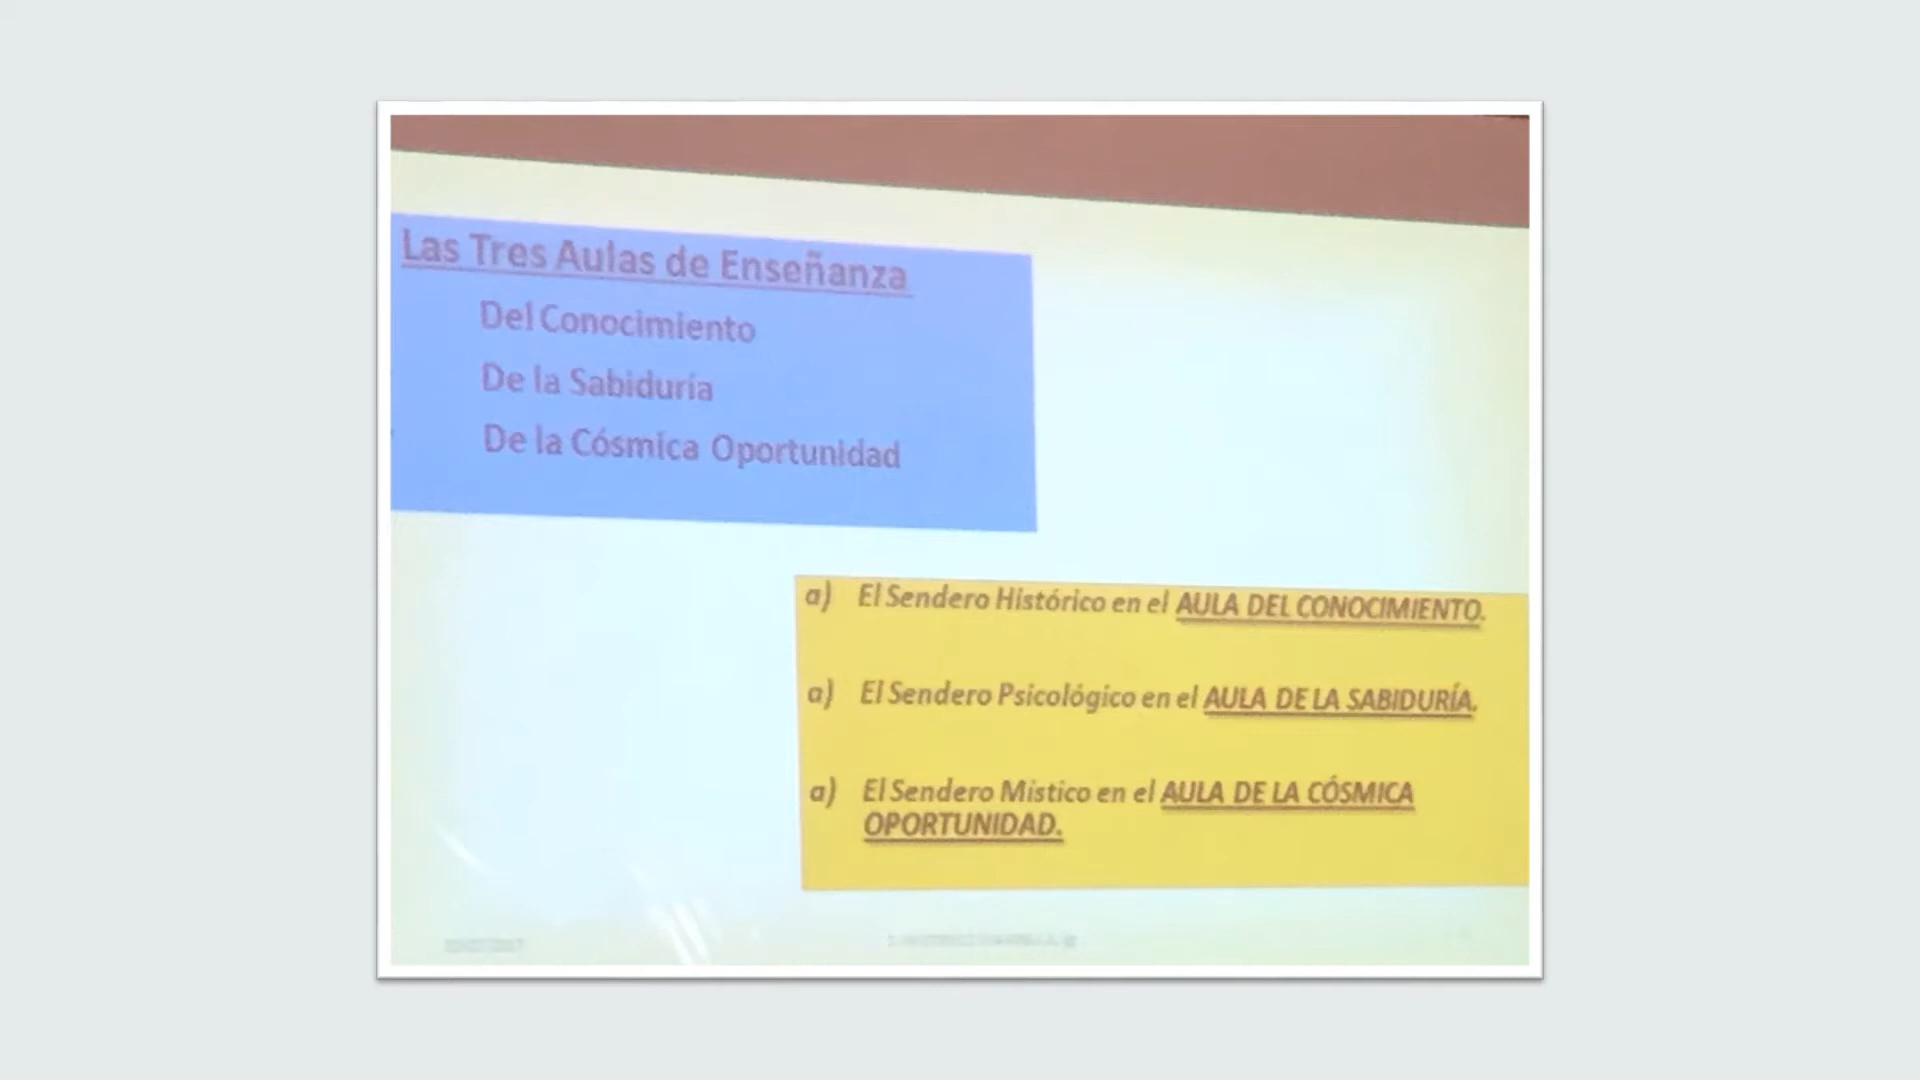 Las Tres Aulas de Enseñanza
Del Conocimiento
De la Sabiduría
De la Cósmica Oportunidad
a) El Sendero Histórico en el AULA DEL CONOCIMIENTO.
a) El Sendero Psicológico en el AULA DE LA SABIDURÍA.
a) El Sendero Místico en el AULA DE LA CÓSMICA
OPORTUNIDAD.